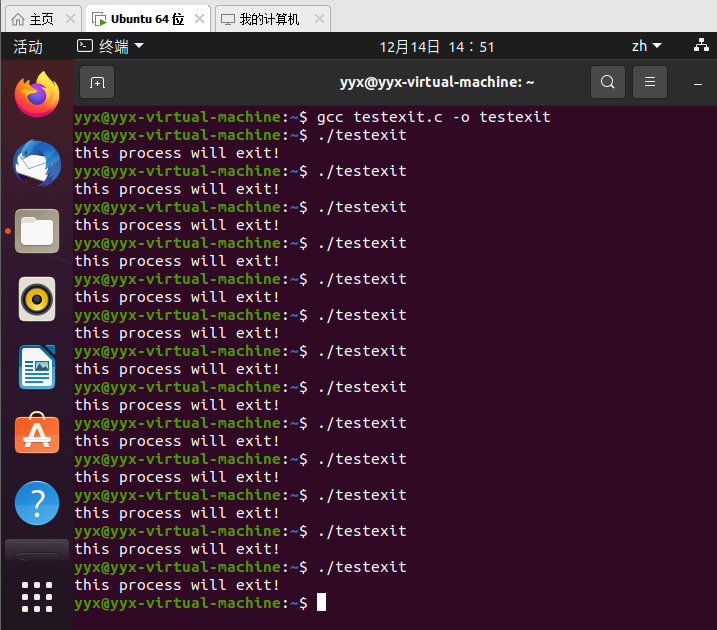 主页
Ubuntu 64 位
我的计算机
活动
终端
12月14日 14：51
zh
yyx@yyx-virtual-machine: ~
yyx@yyx-virtual-machine:~$ gcc testexit.c -o testexit
yyx@yyx-virtual-machine:~$ ./testexit
this process will exit!
yyx@yyx-virtual-machine:~$ ./testexit
this process will exit!
yyx@yyx-virtual-machine:~$ ./testexit
this process will exit!
yyx@yyx-virtual-machine:~$ ./testexit
this process will exit!
yyx@yyx-virtual-machine:~$ ./testexit
this process will exit!
yyx@yyx-virtual-machine:~$ ./testexit
this process will exit!
yyx@yyx-virtual-machine:~$ ./testexit
this process will exit!
yyx@yyx-virtual-machine:~$ ./testexit
this process will exit!
yyx@yyx-virtual-machine:~$ ./testexit
this process will exit!
yyx@yyx-virtual-machine:~$ ./testexit
this process will exit!
yyx@yyx-virtual-machine:~$ ./testexit
this process will exit!
yyx@yyx-virtual-machine:~$ ./testexit
this process will exit!
yyx@yyx-virtual-machine:~$ ./testexit
this process will exit!
yyx@yyx-virtual-machine:~$